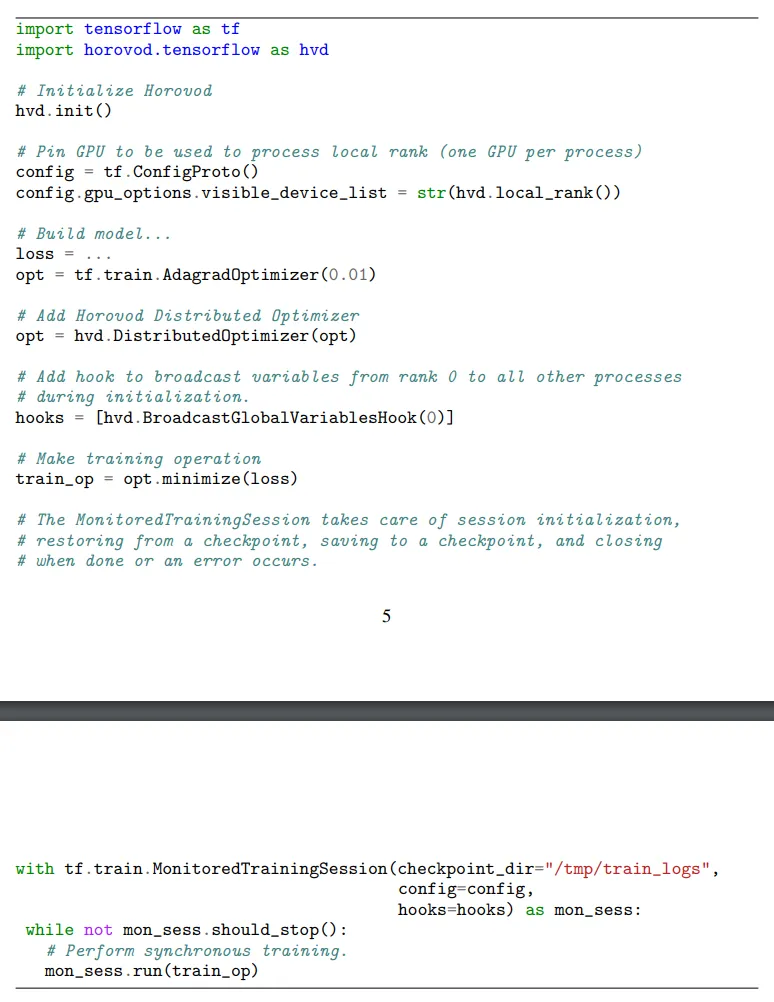 import tensorflow as tf
import horovod.tensorflow as hvd
# Initialize Horovod
hvd.init()
# Pin GPU to be used to process local rank (one GPU per process)
config = tf.ConfigProto()
config.gpu_options.visible_device_list = str(hvd.local_rank())
# Build model...
loss = ...
opt = tf.train.AdagradOptimizer(0.01)
# Add Horovod Distributed Optimizer
opt = hvd.DistributedOptimizer(opt)
# Add hook to broadcast variables from rank 0 to all other processes
# during initialization.
hooks = [hvd.BroadcastGlobalVariablesHook(0)]
# Make training operation
train_op = opt.minimize(loss)
# The MonitoredTrainingSession takes care of session initialization,
# restoring from a checkpoint, saving to a checkpoint, and closing
# when done or an error occurs.
5
with tf.train.MonitoredTrainingSession(checkpoint_dir="/tmp/train_logs",
config=config,
hooks=hooks) as mon_sess:
while not mon_sess.should_stop():
# Perform synchronous training.
mon_sess.run(train_op)